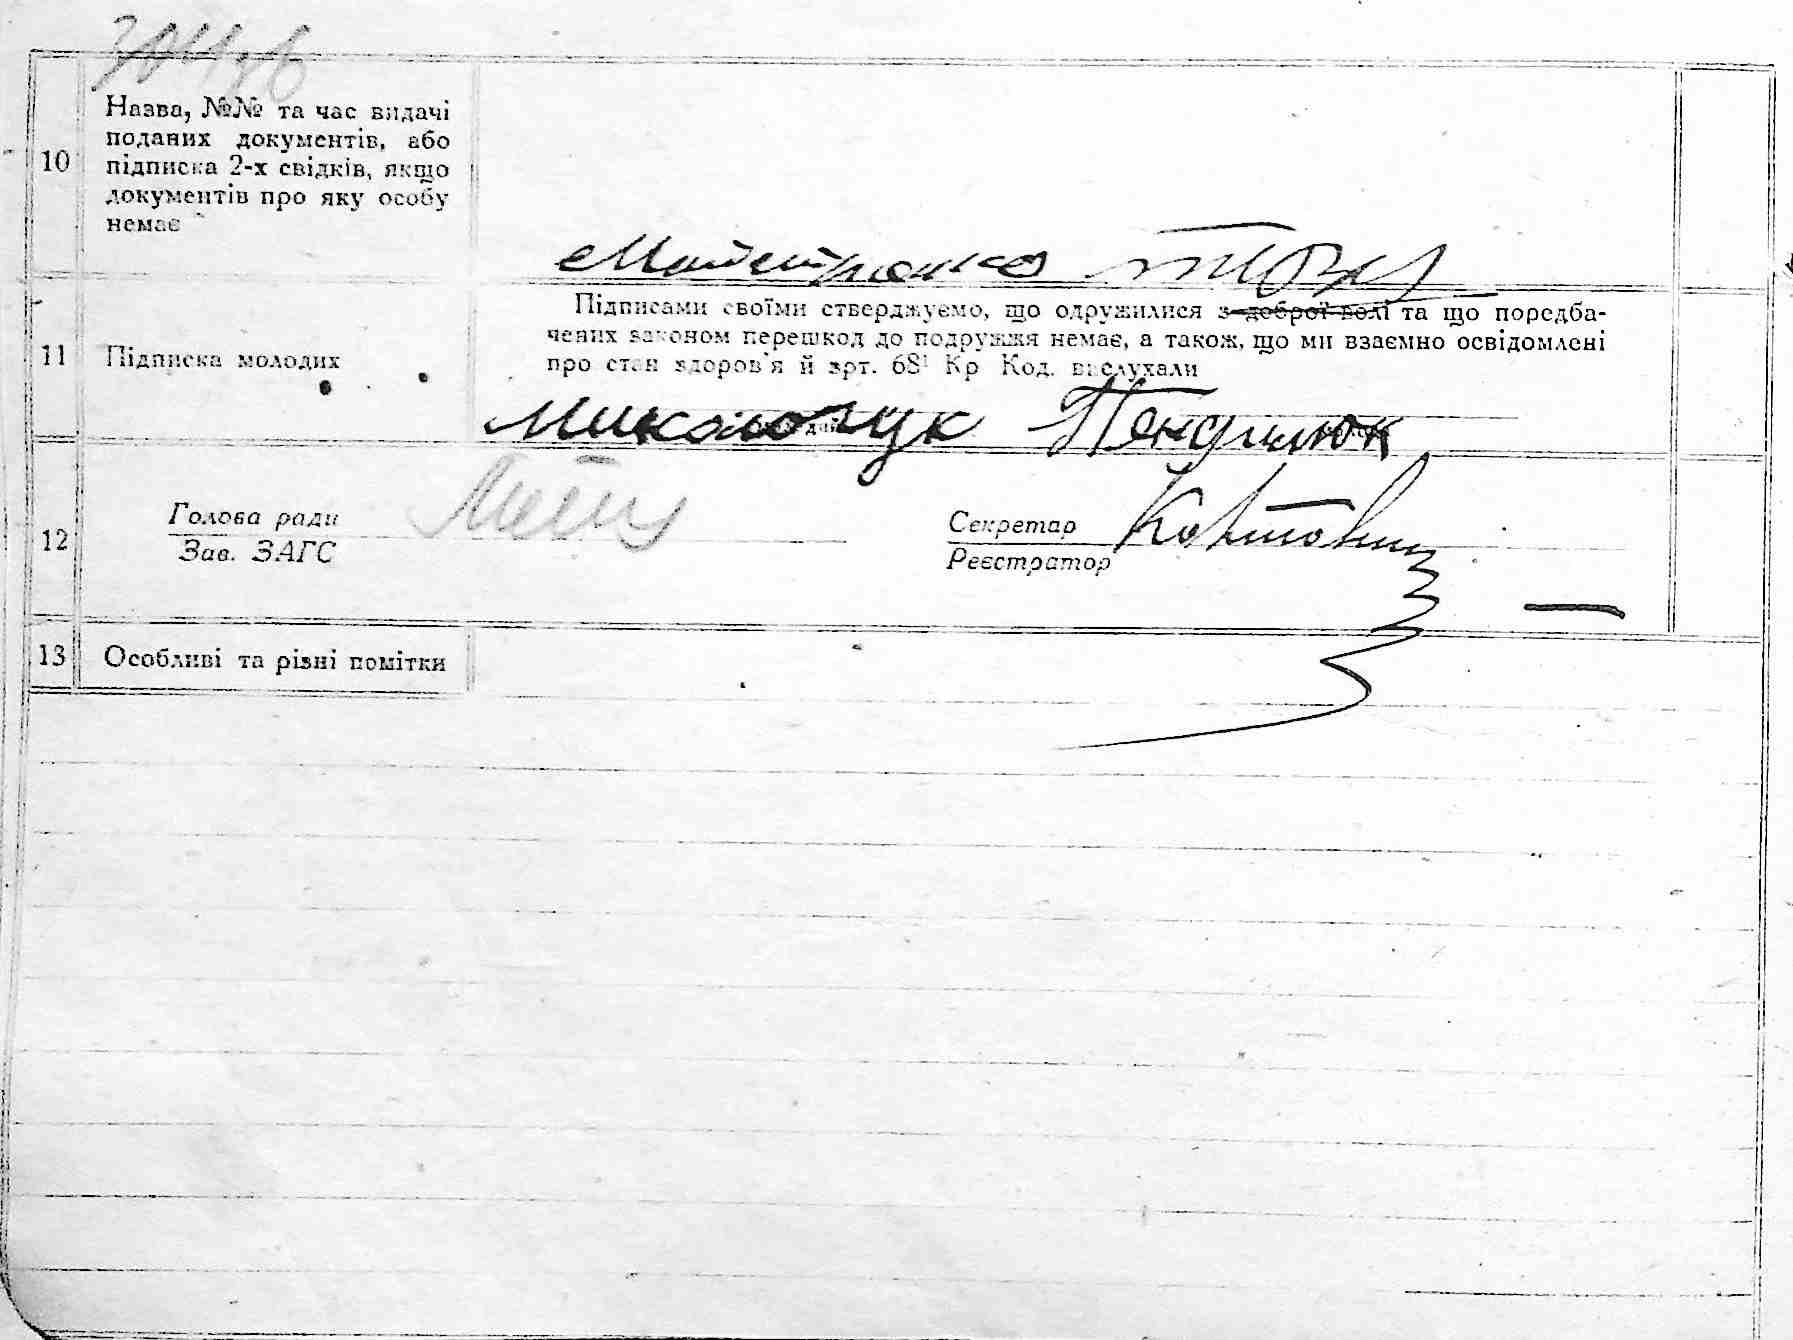 10
Назва, №№ та час видачі
поданих документів, або
підписка 2-х свідків, якщо
документів про яку особу
немає
11
Підписка молодих
Підписами своїми стверджуємо, що одружилися з доброї волі та що передба-
чених законом перешкод до подружжя немає, а також, що ми взаємно освідомлені
про стан здоров'я й арт. 68¹ Кр Код. вислухали
Миколайчук Пендилюк
12
Голова ради
Зав. ЗАГС
Секретар
Реєстратор
13
Особливі та різні помітки